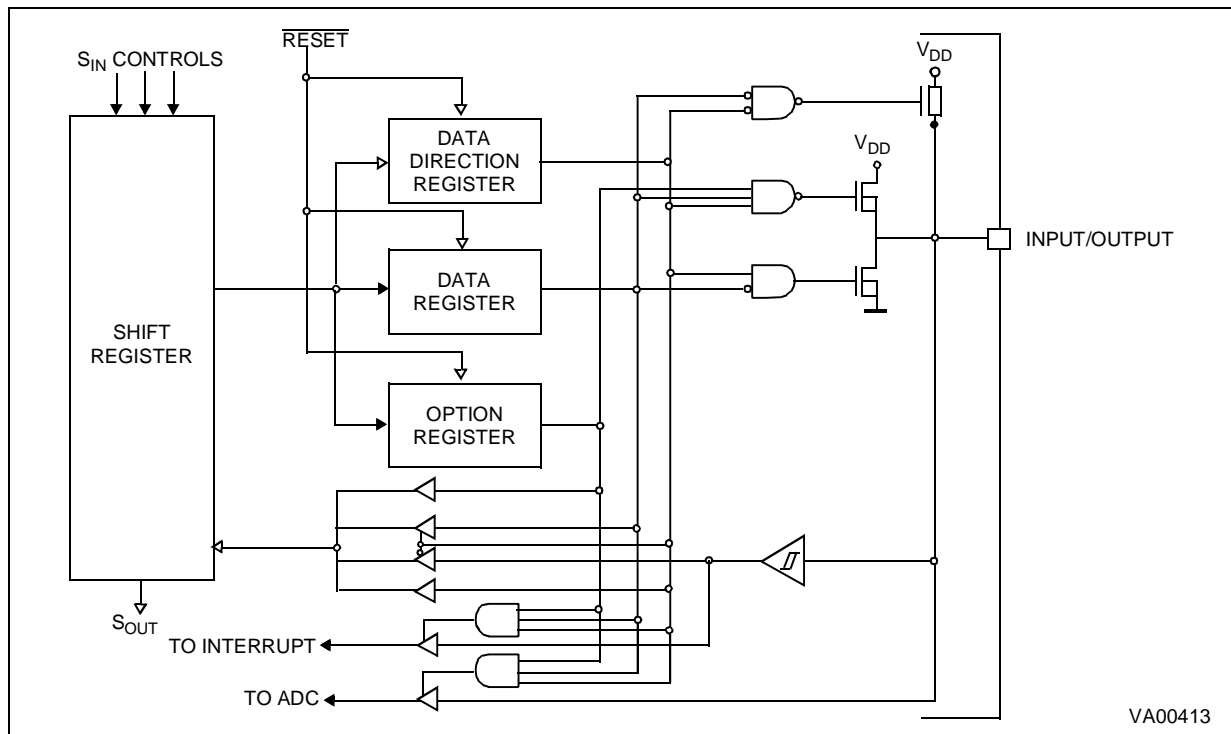 RESET
S_IN CONTROLS
V_DD
DATA
DIRECTION
REGISTER
V_DD
INPUT/OUTPUT
DATA
REGISTER
SHIFT
REGISTER
OPTION
REGISTER
S_OUT
TO INTERRUPT
TO ADC
VA00413